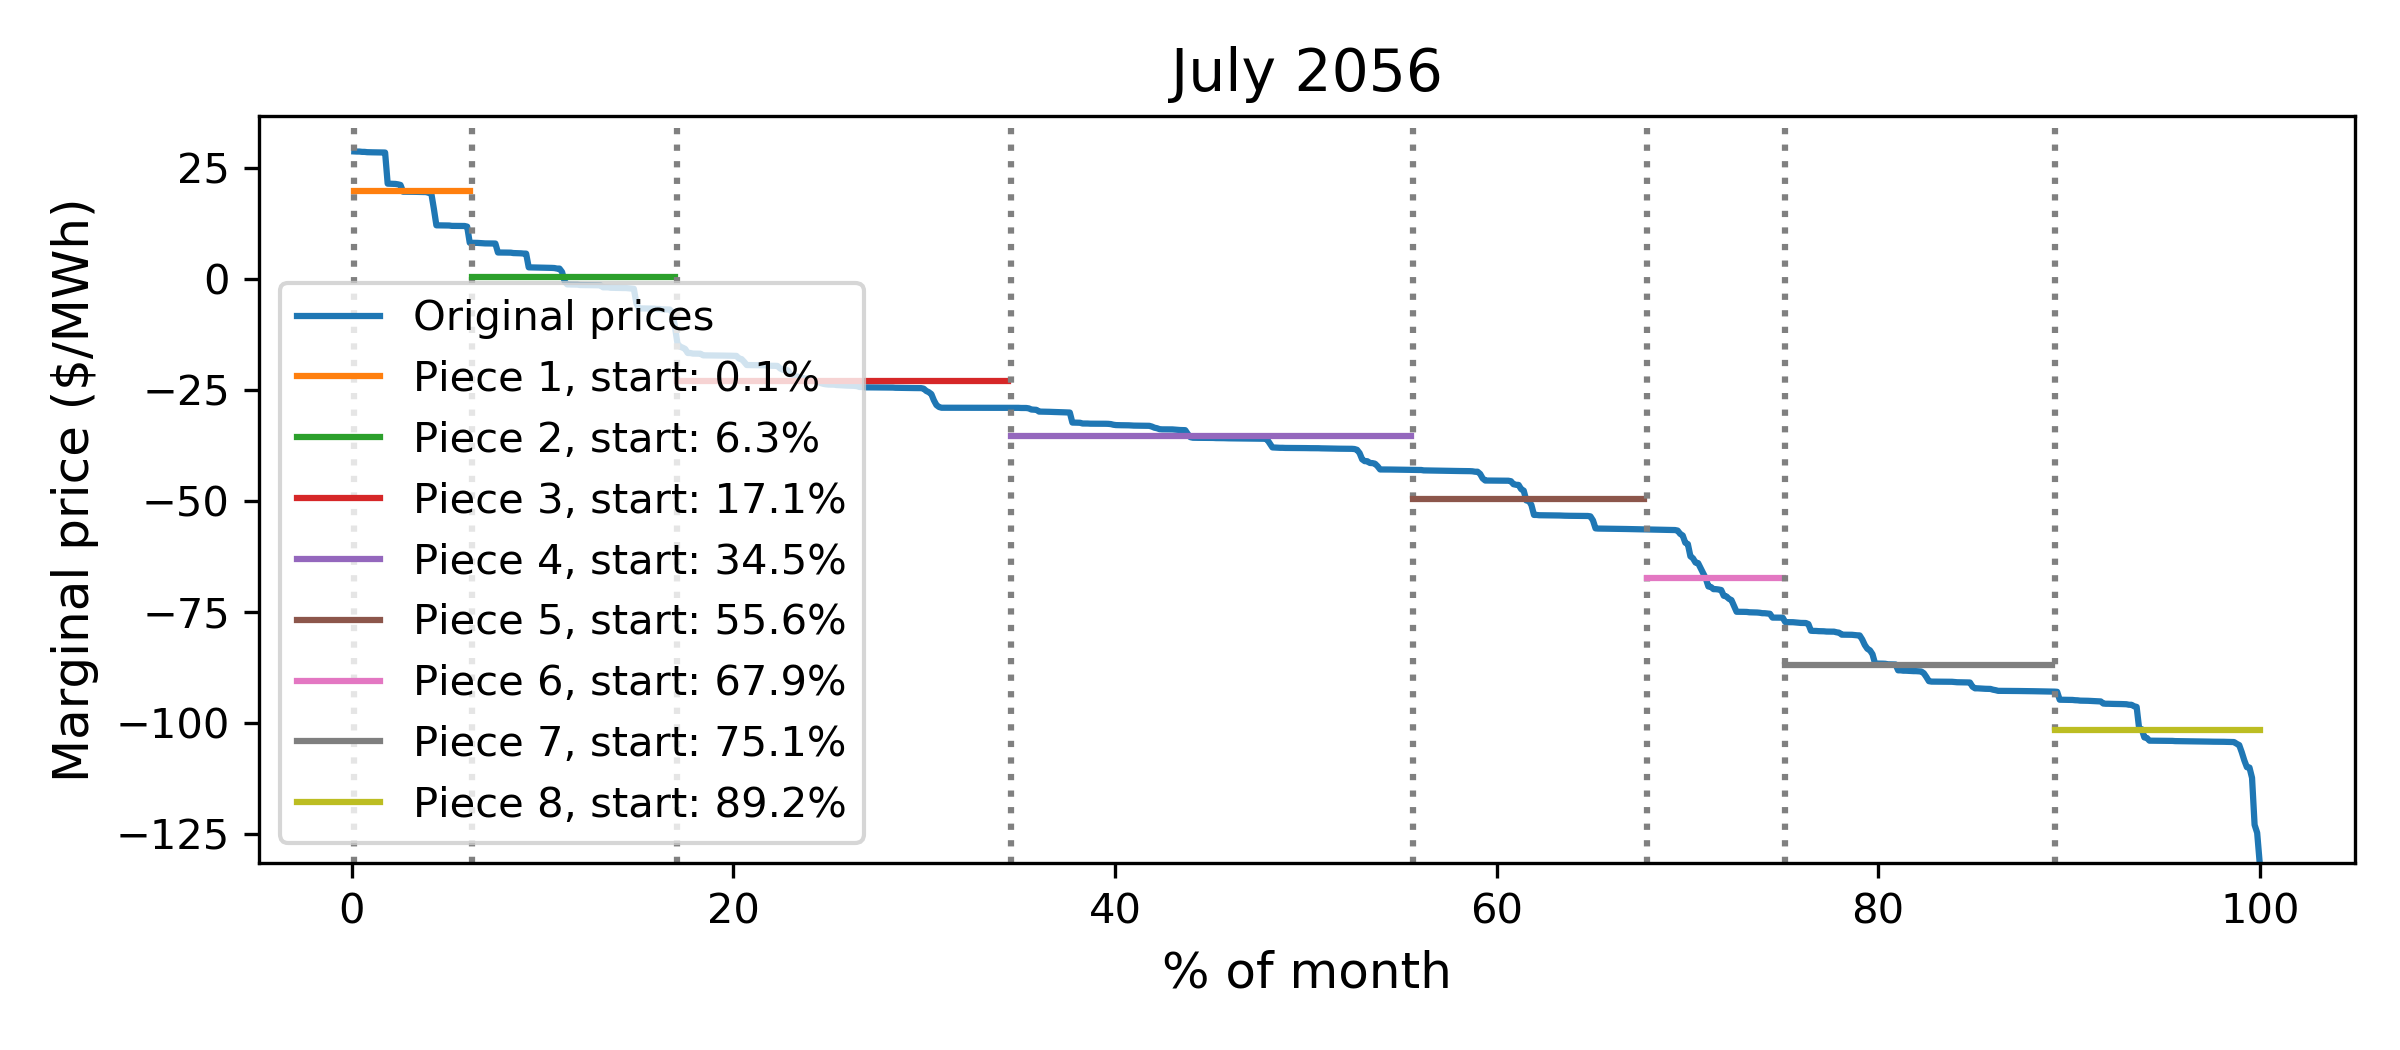 July 2056
Marginal price ($/MWh)
25
0
−25
−50
−75
−100
−125
Original prices
Piece 1, start: 0.1%
Piece 2, start: 6.3%
Piece 3, start: 17.1%
Piece 4, start: 34.5%
Piece 5, start: 55.6%
Piece 6, start: 67.9%
Piece 7, start: 75.1%
Piece 8, start: 89.2%
0 20 40 60 80 100
% of month